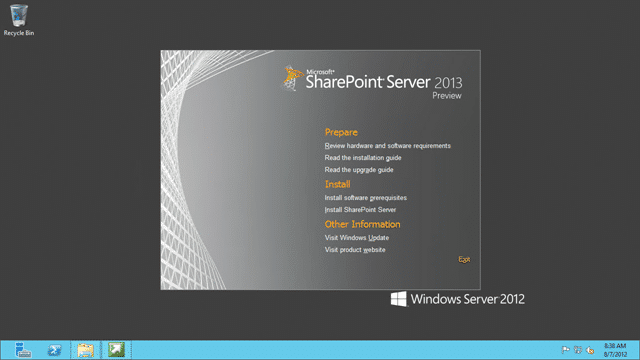 Recycle Bin
Microsoft®
SharePoint® Server 2013
Preview
Prepare
Review hardware and software requirements
Read the installation guide
Read the upgrade guide
Install
Install software prerequisites
Install SharePoint Server
Other Information
Visit Windows Update
Visit product website
Exit
Windows Server 2012
8:38 AM
8/7/2012